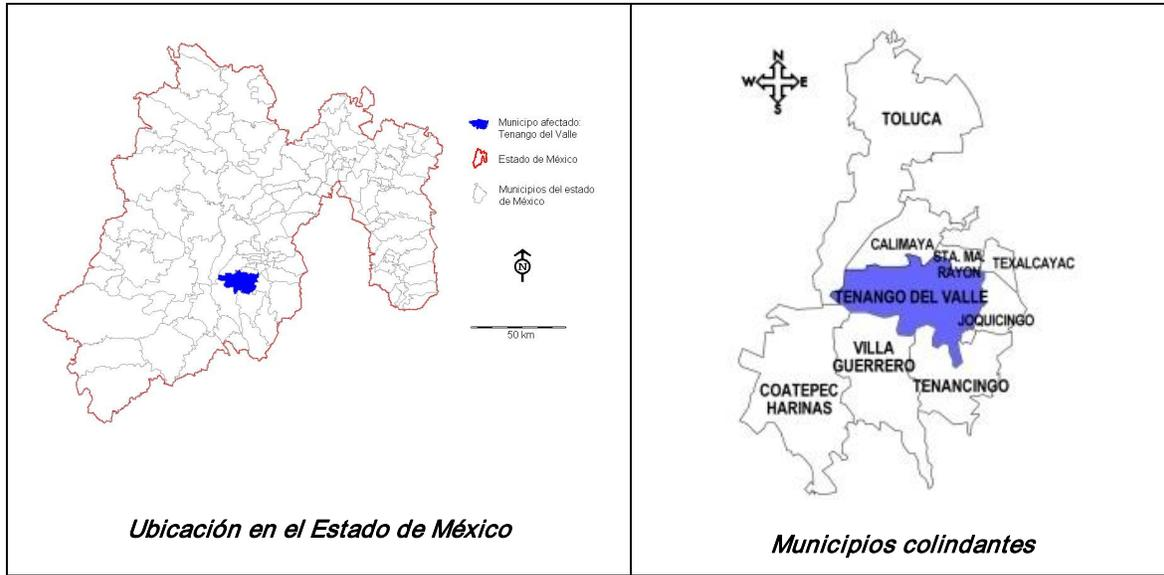 Municipo afectado:
Tenango del Valle
Estado de México
Municipios del estado
de México
N
50 km
Ubicación en el Estado de México
N
W E
S
TOLUCA
CALIMAYA
STA. MA.
RAYON
TEXALCAYAC
TENANGO DEL VALLE
JOQUICINGO
VILLA
GUERRERO
TENANCINGO
COATEPEC
HARINAS
Municipios colindantes